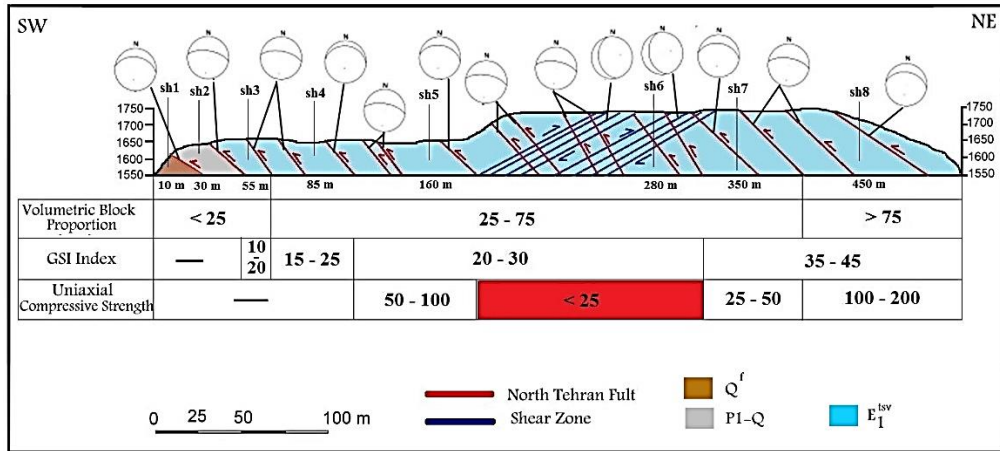 SW
NE
N
N
N
N
N
N
N
N
N
N
N
N
N
sh1
sh2
sh3
sh4
sh5
sh6
sh7
sh8
1750
1700
1650
1600
1550
1750
1700
1650
1600
1550
10 m
30 m
55 m
85 m
160 m
280 m
350 m
450 m
Volumetric Block
Proportion
< 25
25 - 75
> 75
GSI Index
—
10
-
20
15 - 25
20 - 30
35 - 45
Uniaxial
Compressive Strength
—
50 - 100
< 25
25 - 50
100 - 200
0 25 50 100 m
North Tehran Fult
Shear Zone
Qf
P1-Q
E1tsv